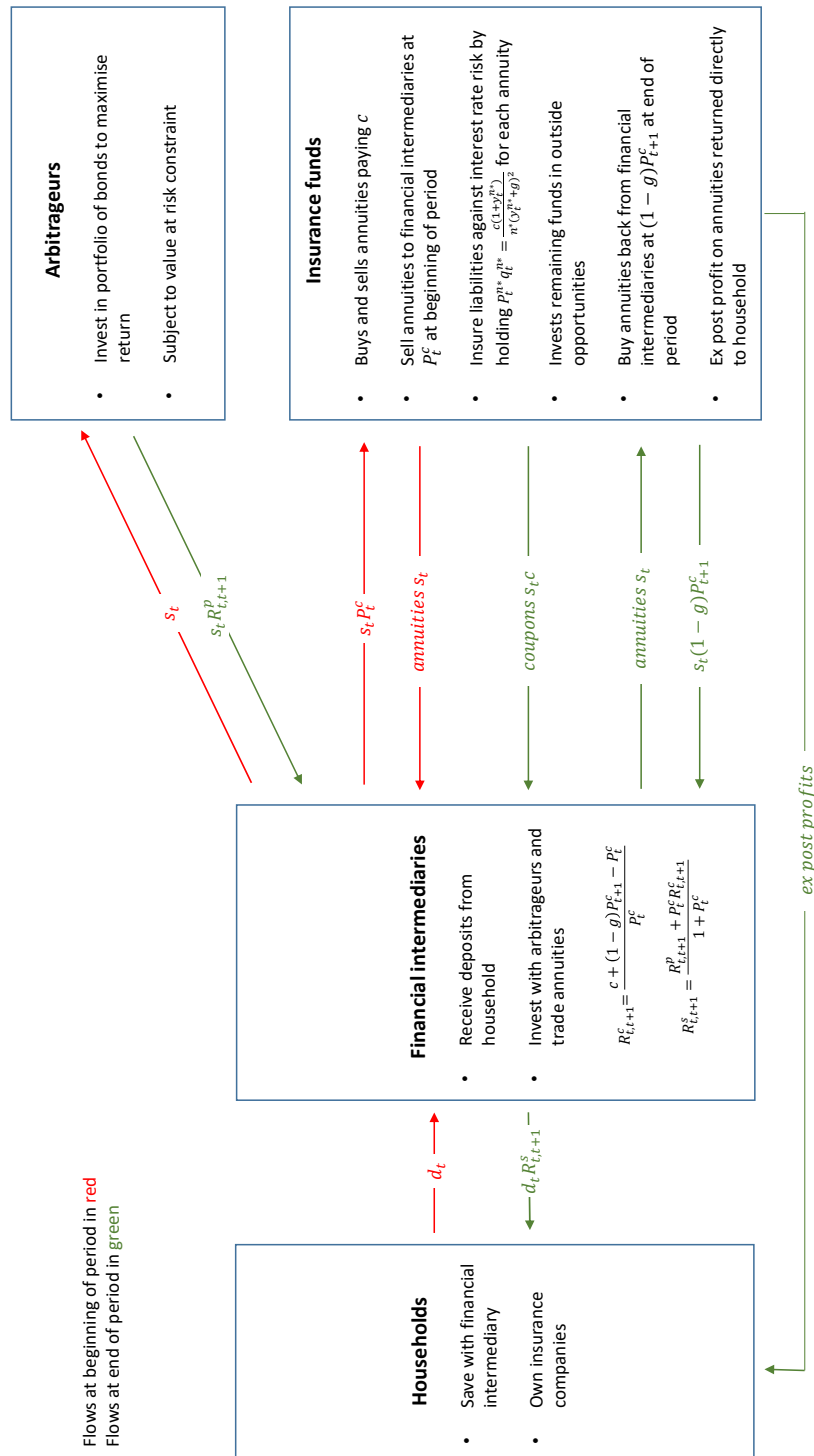 Flows at beginning of period in red
Flows at end of period in green
Households
• Save with financial
intermediary
• Own insurance
companies
d_t
d_t R^s_{t,t+1}
Financial intermediaries
• Receive deposits from
household
• Invest with arbitrageurs and
trade annuities
R^c_{t,t+1} = \frac{c + (1 − g)P^c_{t+1} − P^c_t}{P^c_t}
R^s_{t,t+1} = \frac{R^p_{t,t+1} + P^c_t R^c_{t,t+1}}{1 + P^c_t}
s_t
s_t R^p_{t,t+1}
s_t P^c_t
annuities s_t
coupons s_t c
annuities s_t
s_t(1 − g)P^c_{t+1}
ex post profits
Arbitrageurs
• Invest in portfolio of bonds to maximise
return
• Subject to value at risk constraint
Insurance funds
• Buys and sells annuities paying c
• Sell annuities to financial intermediaries at
P^c_t at beginning of period
• Insure liabilities against interest rate risk by
holding P^{n*}_t q^{n*}_t = \frac{c(1+y^{n*}_t)}{n^*(y^{n*}_t+g)^2} for each annuity
• Invests remaining funds in outside
opportunities
• Buy annuities back from financial
intermediaries at (1 − g)P^c_{t+1} at end of
period
• Ex post profit on annuities returned directly
to household